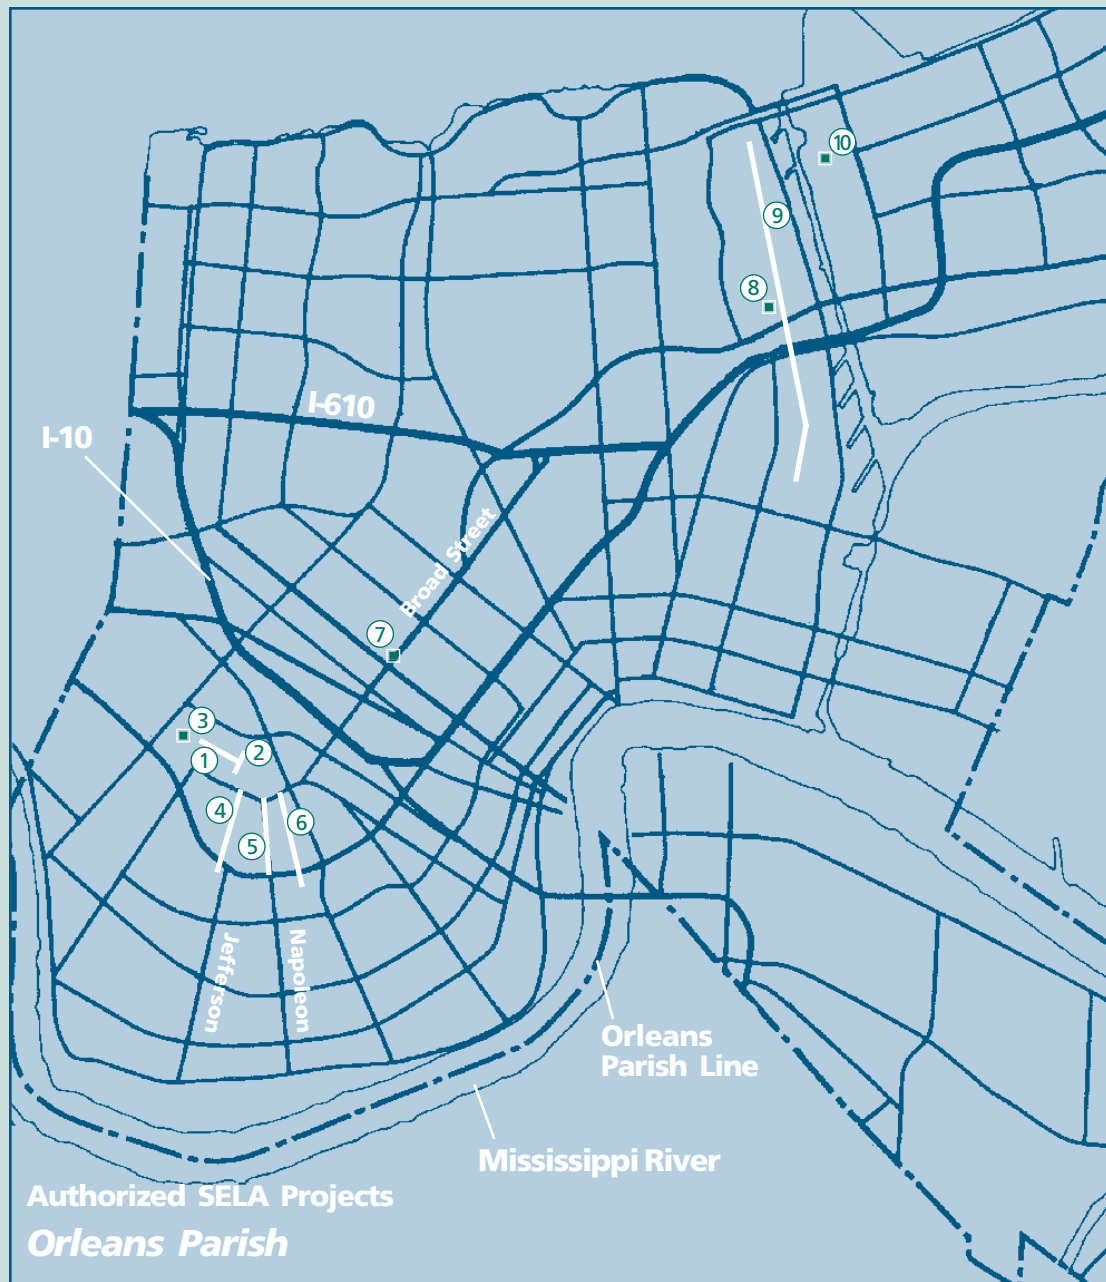 10
9
8
I-610
I-10
Broad Street
7
3
2
1
4
6
5
Jefferson
Napoleon
Orleans
Parish Line
Mississippi River
Authorized SELA Projects
Orleans Parish